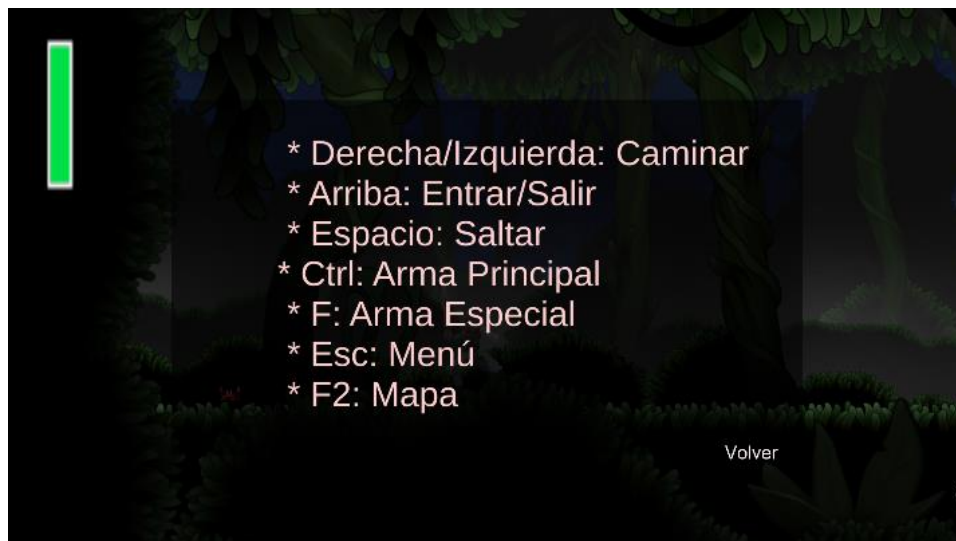 * Derecha/Izquierda: Caminar
* Arriba: Entrar/Salir
* Espacio: Saltar
* Ctrl: Arma Principal
* F: Arma Especial
* Esc: Menú
* F2: Mapa
Volver